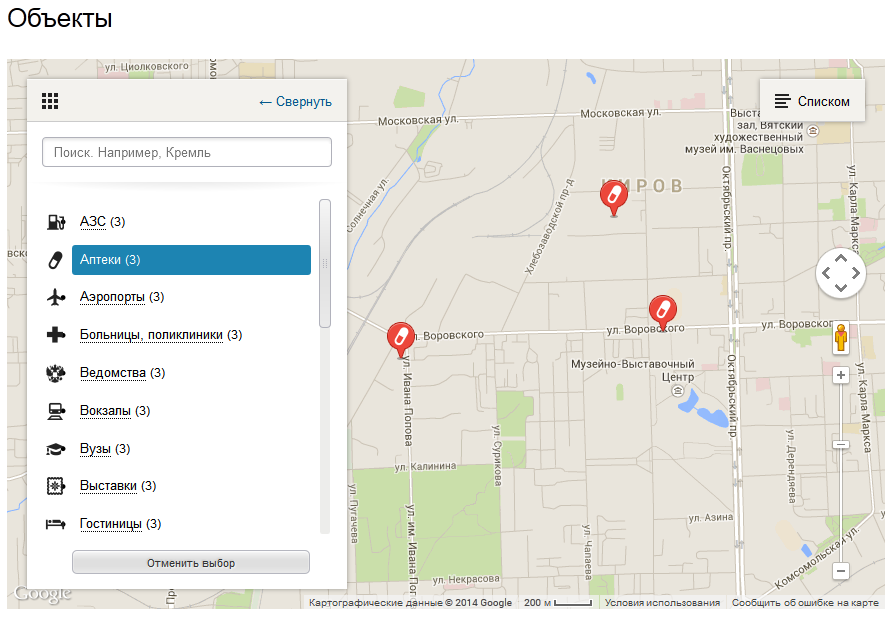 Объекты
ул. Циолковского
← Свернуть
Списком
Московская ул.
Московская ул.
Выста
зал, Вятский
художественный
музей им. Васнецовых
Поиск. Например, Кремль
КИРОВ
Солнечная ул.
Хлебозаводской пр-д
Октябрьский пр.
ул. Карла Маркса
АЗС (3)
Аптеки (3)
Аэропорты (3)
Больницы, поликлиники (3)
Ведомства (3)
Вокзалы (3)
Вузы (3)
Выставки (3)
Гостиницы (3)
Отменить выбор
ул. Воровского
ул. Воровского
ул. Воровског
Музейно-Выставочный
Центр
ул. Ивана Попова
Октябрьский пр.
ул. Карла Маркса
ул. Калинина
ул. Сурикова
ул. Дерендяева
ул. Пугачева
ул. им. Ивана Поп
ул. Азина
ул. Чапаева
Комсомольская ул.
ул. Некрасова
Google
Картографические данные © 2014 Google
200 м
Условия использования
Сообщить об ошибке на карте